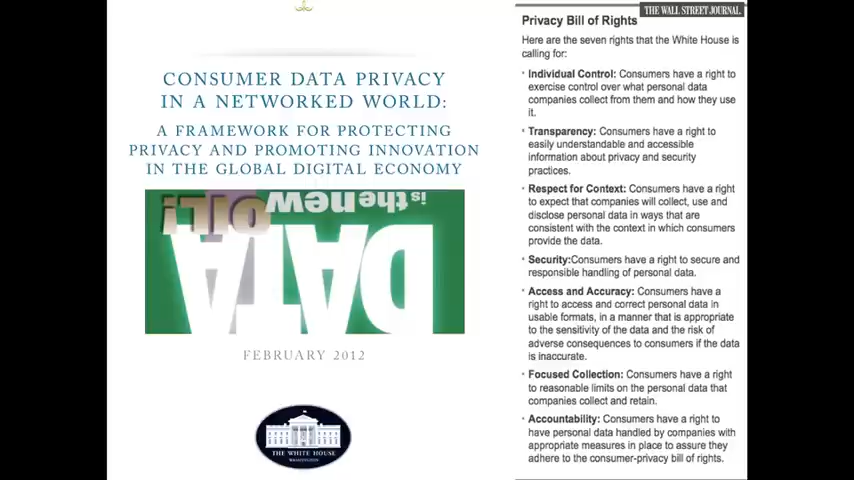 CONSUMER DATA PRIVACY
IN A NETWORKED WORLD:
A FRAMEWORK FOR PROTECTING
PRIVACY AND PROMOTING INNOVATION
IN THE GLOBAL DIGITAL ECONOMY
DATA
is the new
OIL!
FEBRUARY 2012
THE WHITE HOUSE
WASHINGTON
THE WALL STREET JOURNAL.
Privacy Bill of Rights
Here are the seven rights that the White House is
calling for:
• Individual Control: Consumers have a right to
exercise control over what personal data
companies collect from them and how they use
it.
• Transparency: Consumers have a right to
easily understandable and accessible
information about privacy and security
practices.
• Respect for Context: Consumers have a right
to expect that companies will collect, use and
disclose personal data in ways that are
consistent with the context in which consumers
provide the data.
• Security:Consumers have a right to secure and
responsible handling of personal data.
• Access and Accuracy: Consumers have a
right to access and correct personal data in
usable formats, in a manner that is appropriate
to the sensitivity of the data and the risk of
adverse consequences to consumers if the data
is inaccurate.
• Focused Collection: Consumers have a right
to reasonable limits on the personal data that
companies collect and retain.
• Accountability: Consumers have a right to
have personal data handled by companies with
appropriate measures in place to assure they
adhere to the consumer-privacy bill of rights.